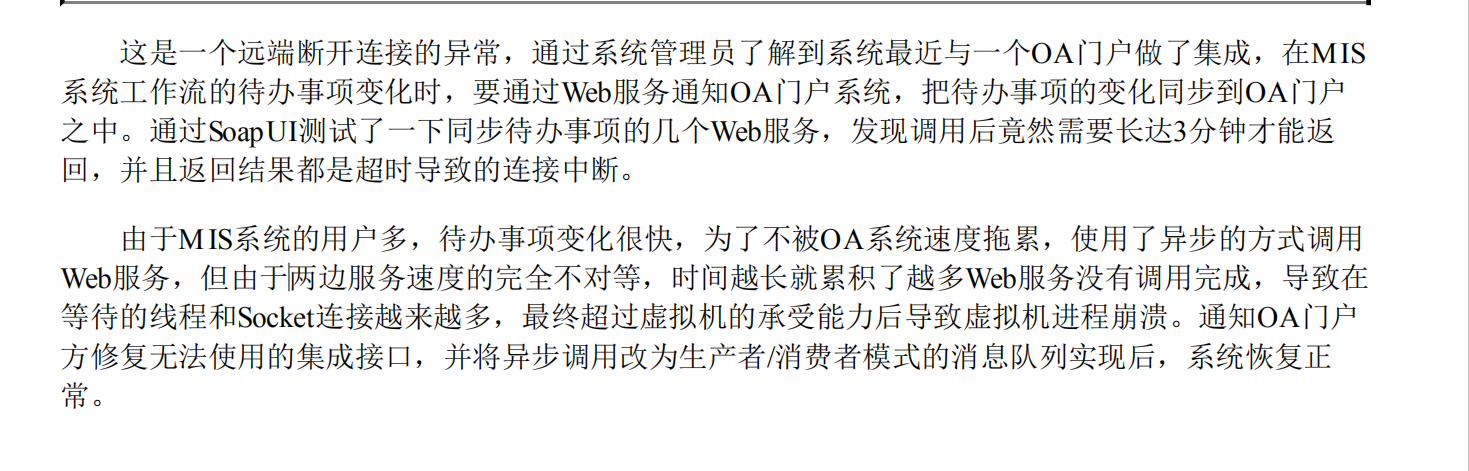 这是一个远端断开连接的异常，通过系统管理员了解到系统最近与一个OA门户做了集成，在MIS
系统工作流的待办事项变化时，要通过Web服务通知OA门户系统，把待办事项的变化同步到OA门户
之中。通过SoapUI测试了一下同步待办事项的几个Web服务，发现调用后竟然需要长达3分钟才能返
回，并且返回结果都是超时导致的连接中断。
由于MIS系统的用户多，待办事项变化很快，为了不被OA系统速度拖累，使用了异步的方式调用
Web服务，但由于两边服务速度的完全不对等，时间越长就累积了越多Web服务没有调用完成，导致在
等待的线程和Socket连接越来越多，最终超过虚拟机的承受能力后导致虚拟机进程崩溃。通知OA门户
方修复无法使用的集成接口，并将异步调用改为生产者/消费者模式的消息队列实现后，系统恢复正
常。